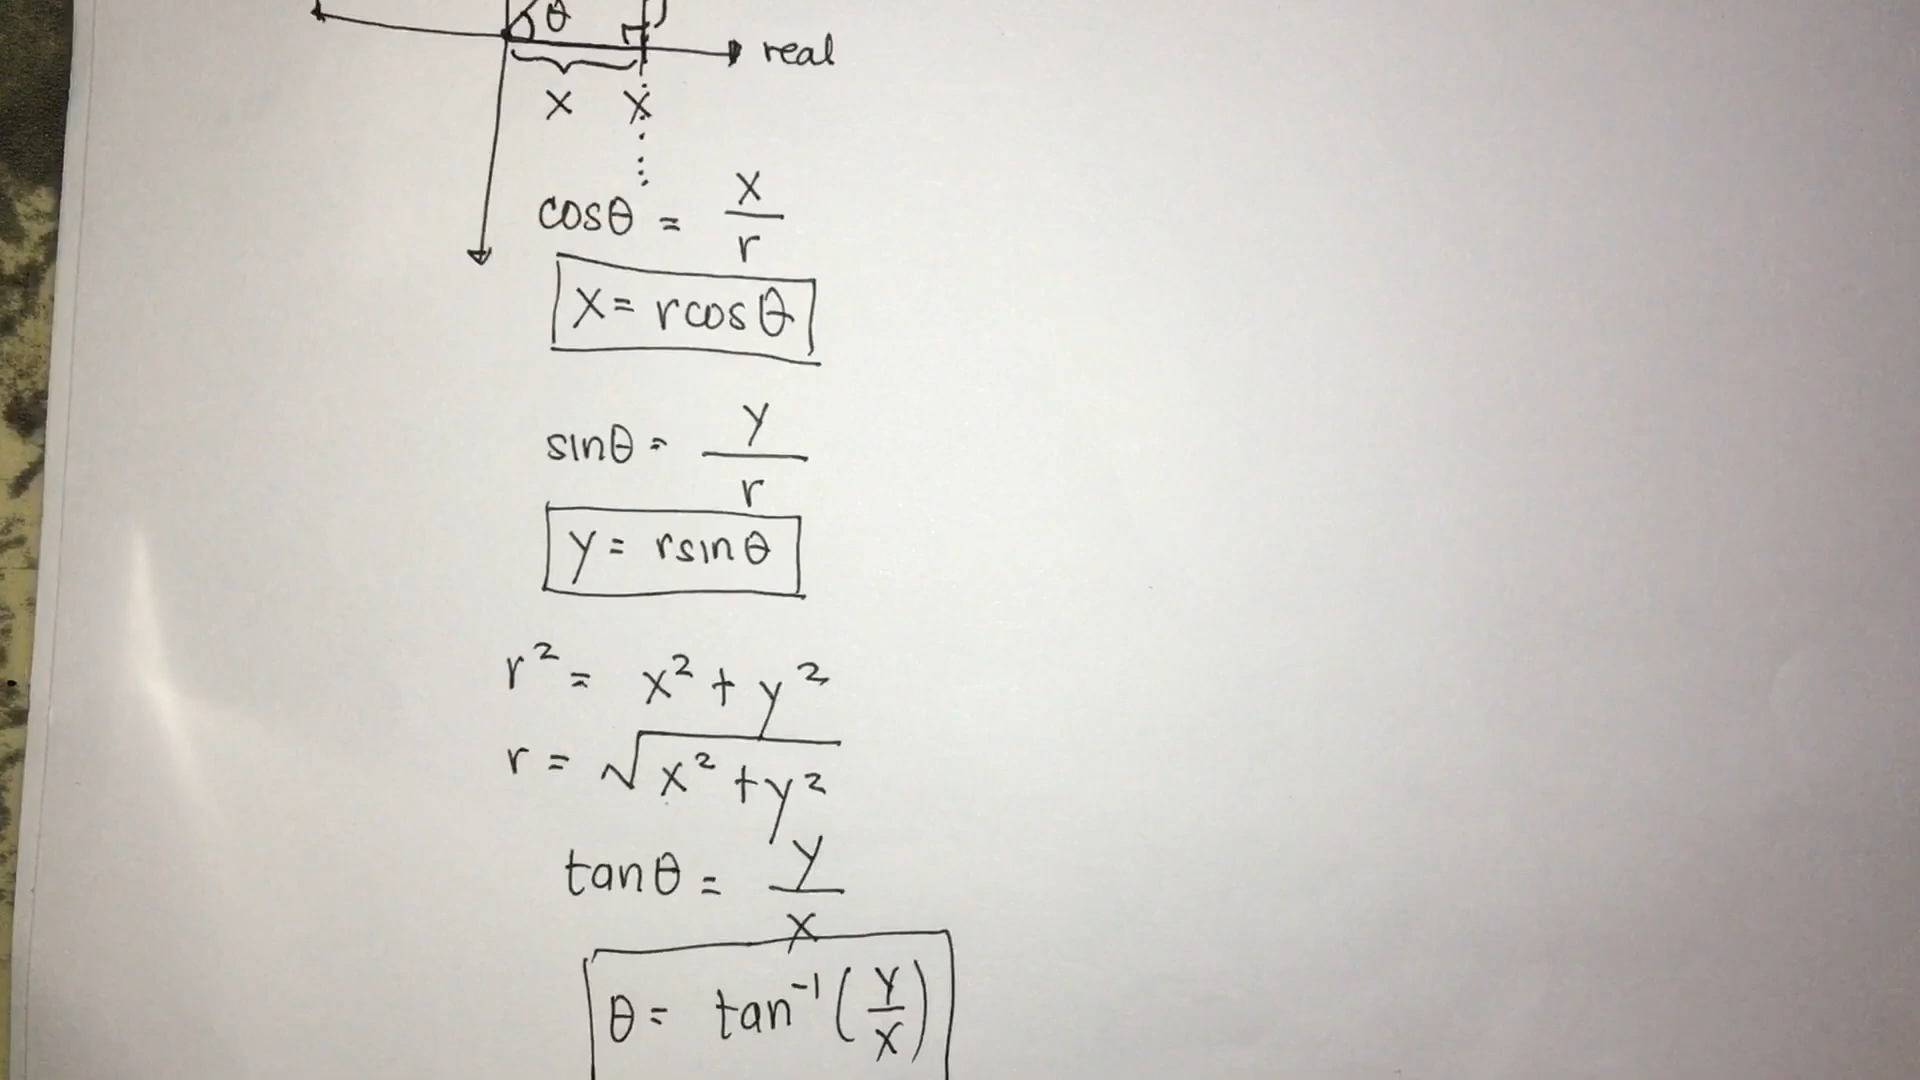 θ
real
x x
cosθ = x/r
x = rcosθ
sinθ = y/r
y = rsinθ
r² = x² + y²
r = √x² + y²
tanθ = y/x
θ = tan⁻¹(y/x)